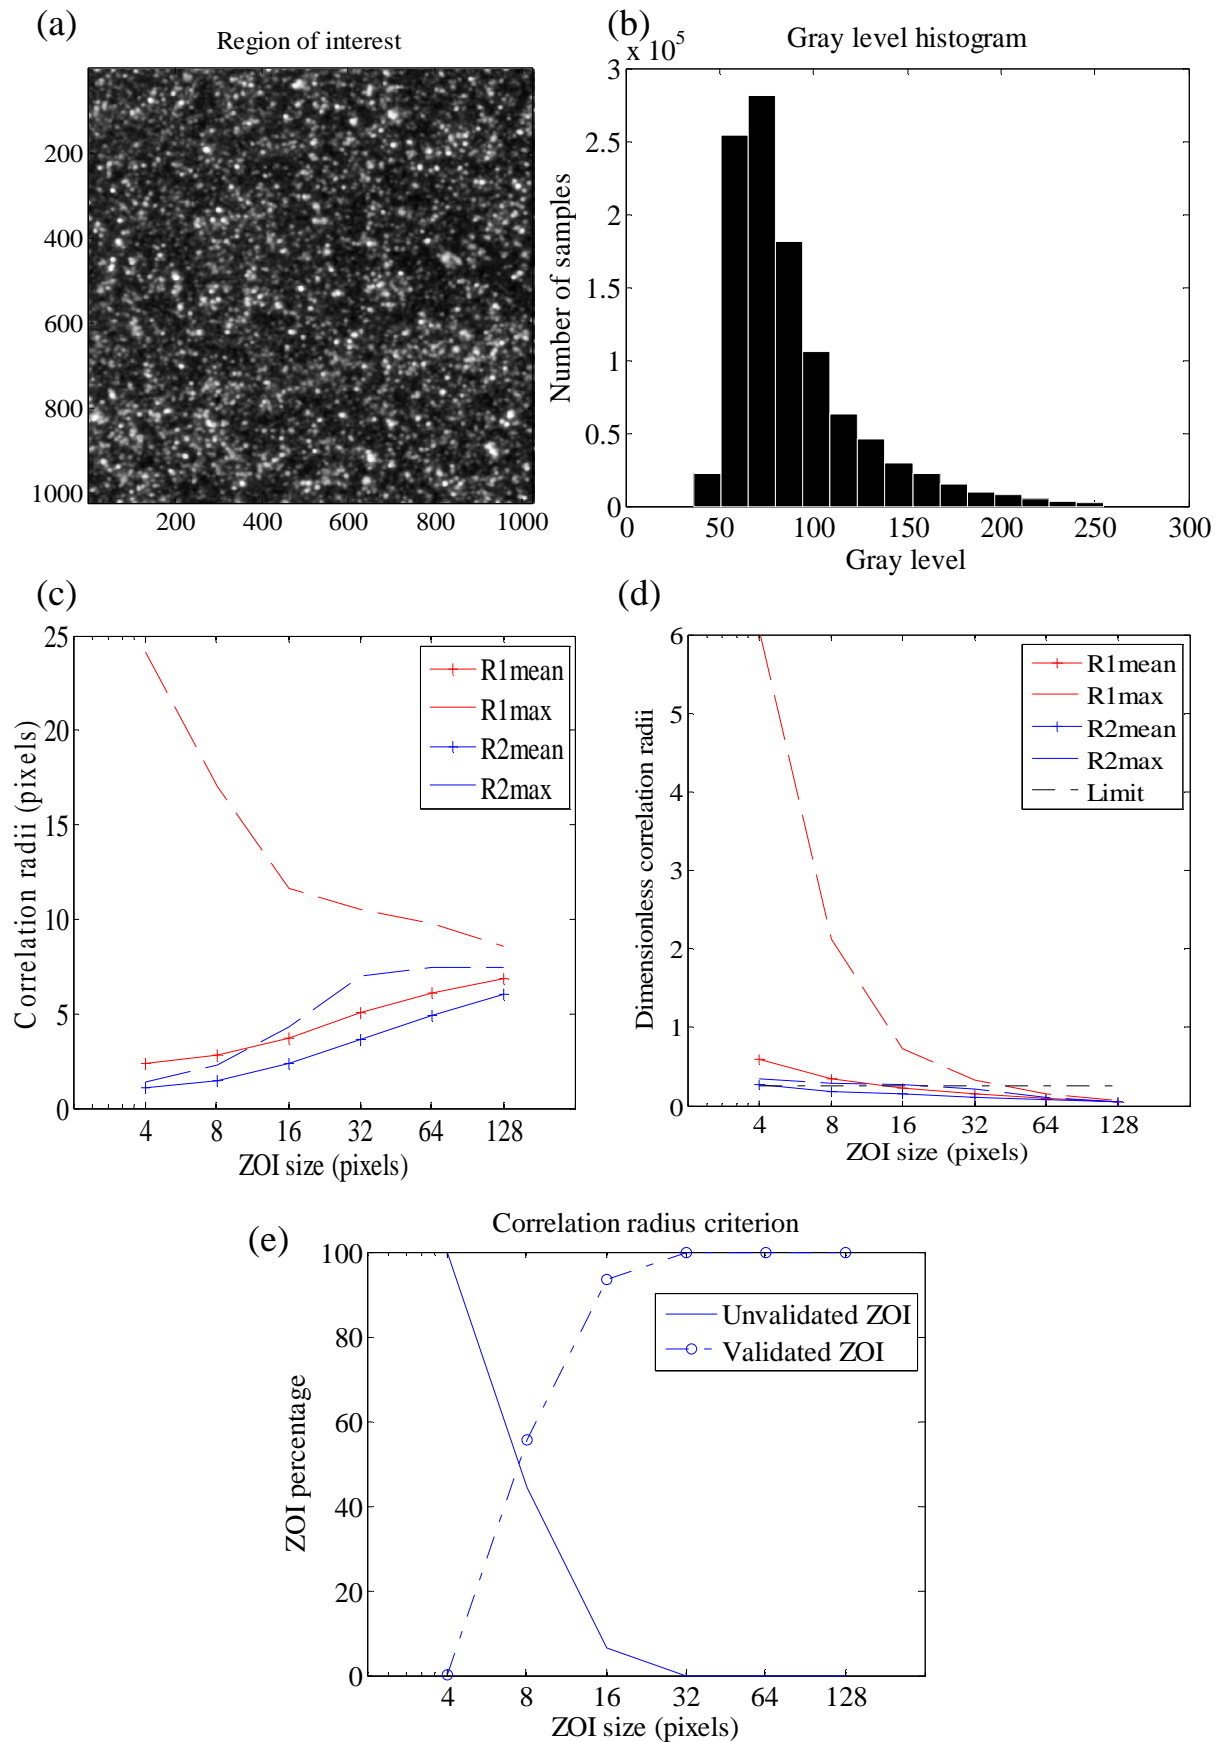 (a)
Region of interest
200
400
600
800
1000
200 400 600 800 1000
(b)
Gray level histogram
x 10^5
3
2.5
2
1.5
1
0.5
0
Number of samples
0 50 100 150 200 250 300
Gray level
(c)
25
20
15
10
5
0
Correlation radii (pixels)
R1mean
R1max
R2mean
R2max
4 8 16 32 64 128
ZOI size (pixels)
(d)
6
5
4
3
2
1
0
Dimensionless correlation radii
R1mean
R1max
R2mean
R2max
Limit
4 8 16 32 64 128
ZOI size (pixels)
(e)
Correlation radius criterion
100
80
60
40
20
0
ZOI percentage
Unvalidated ZOI
Validated ZOI
4 8 16 32 64 128
ZOI size (pixels)